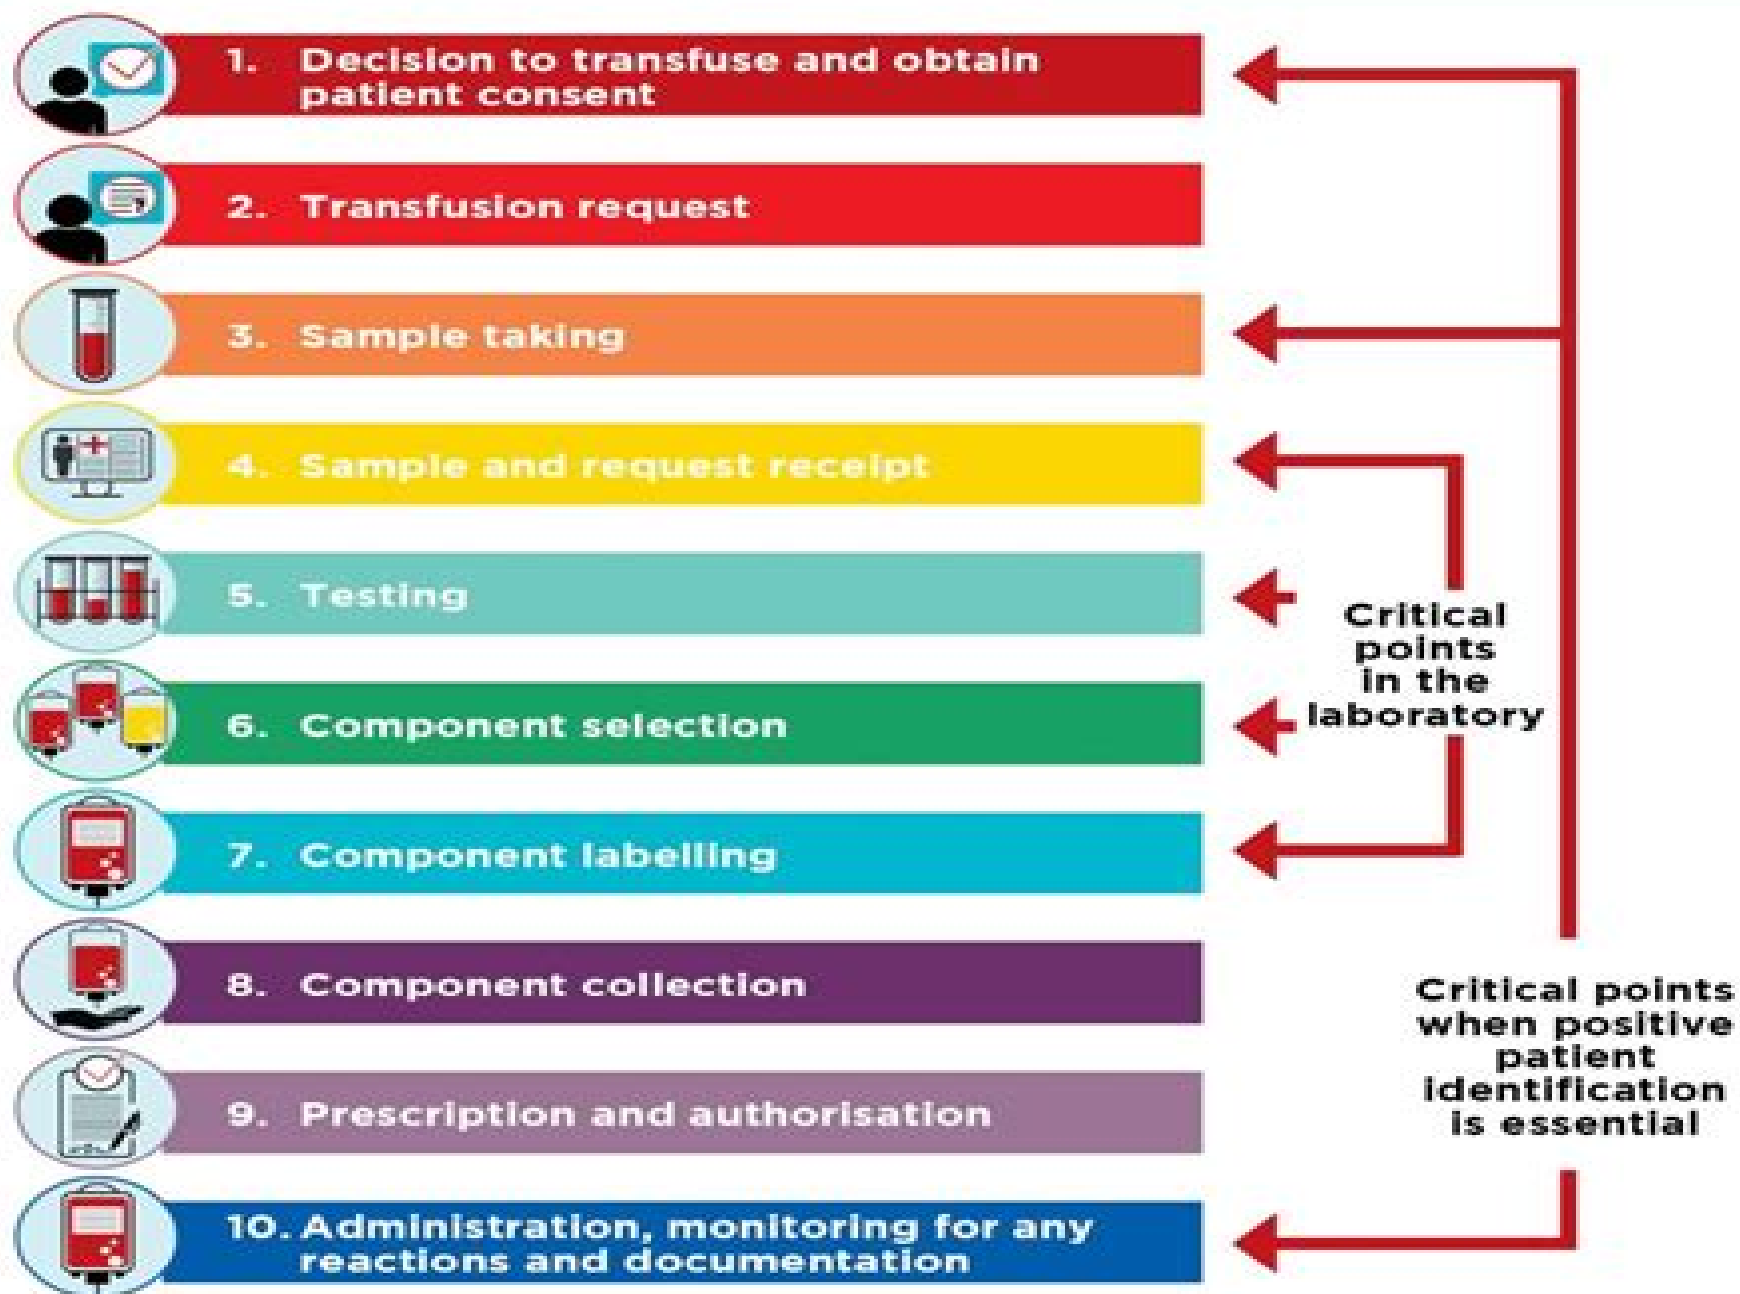 1. Decision to transfuse and obtain
patient consent
2. Transfusion request
3. Sample taking
4. Sample and request receipt
5. Testing
6. Component selection
7. Component labelling
8. Component collection
9. Prescription and authorisation
10. Administration, monitoring for any
reactions and documentation
Critical
points
in the
laboratory
Critical points
when positive
patient
identification
is essential